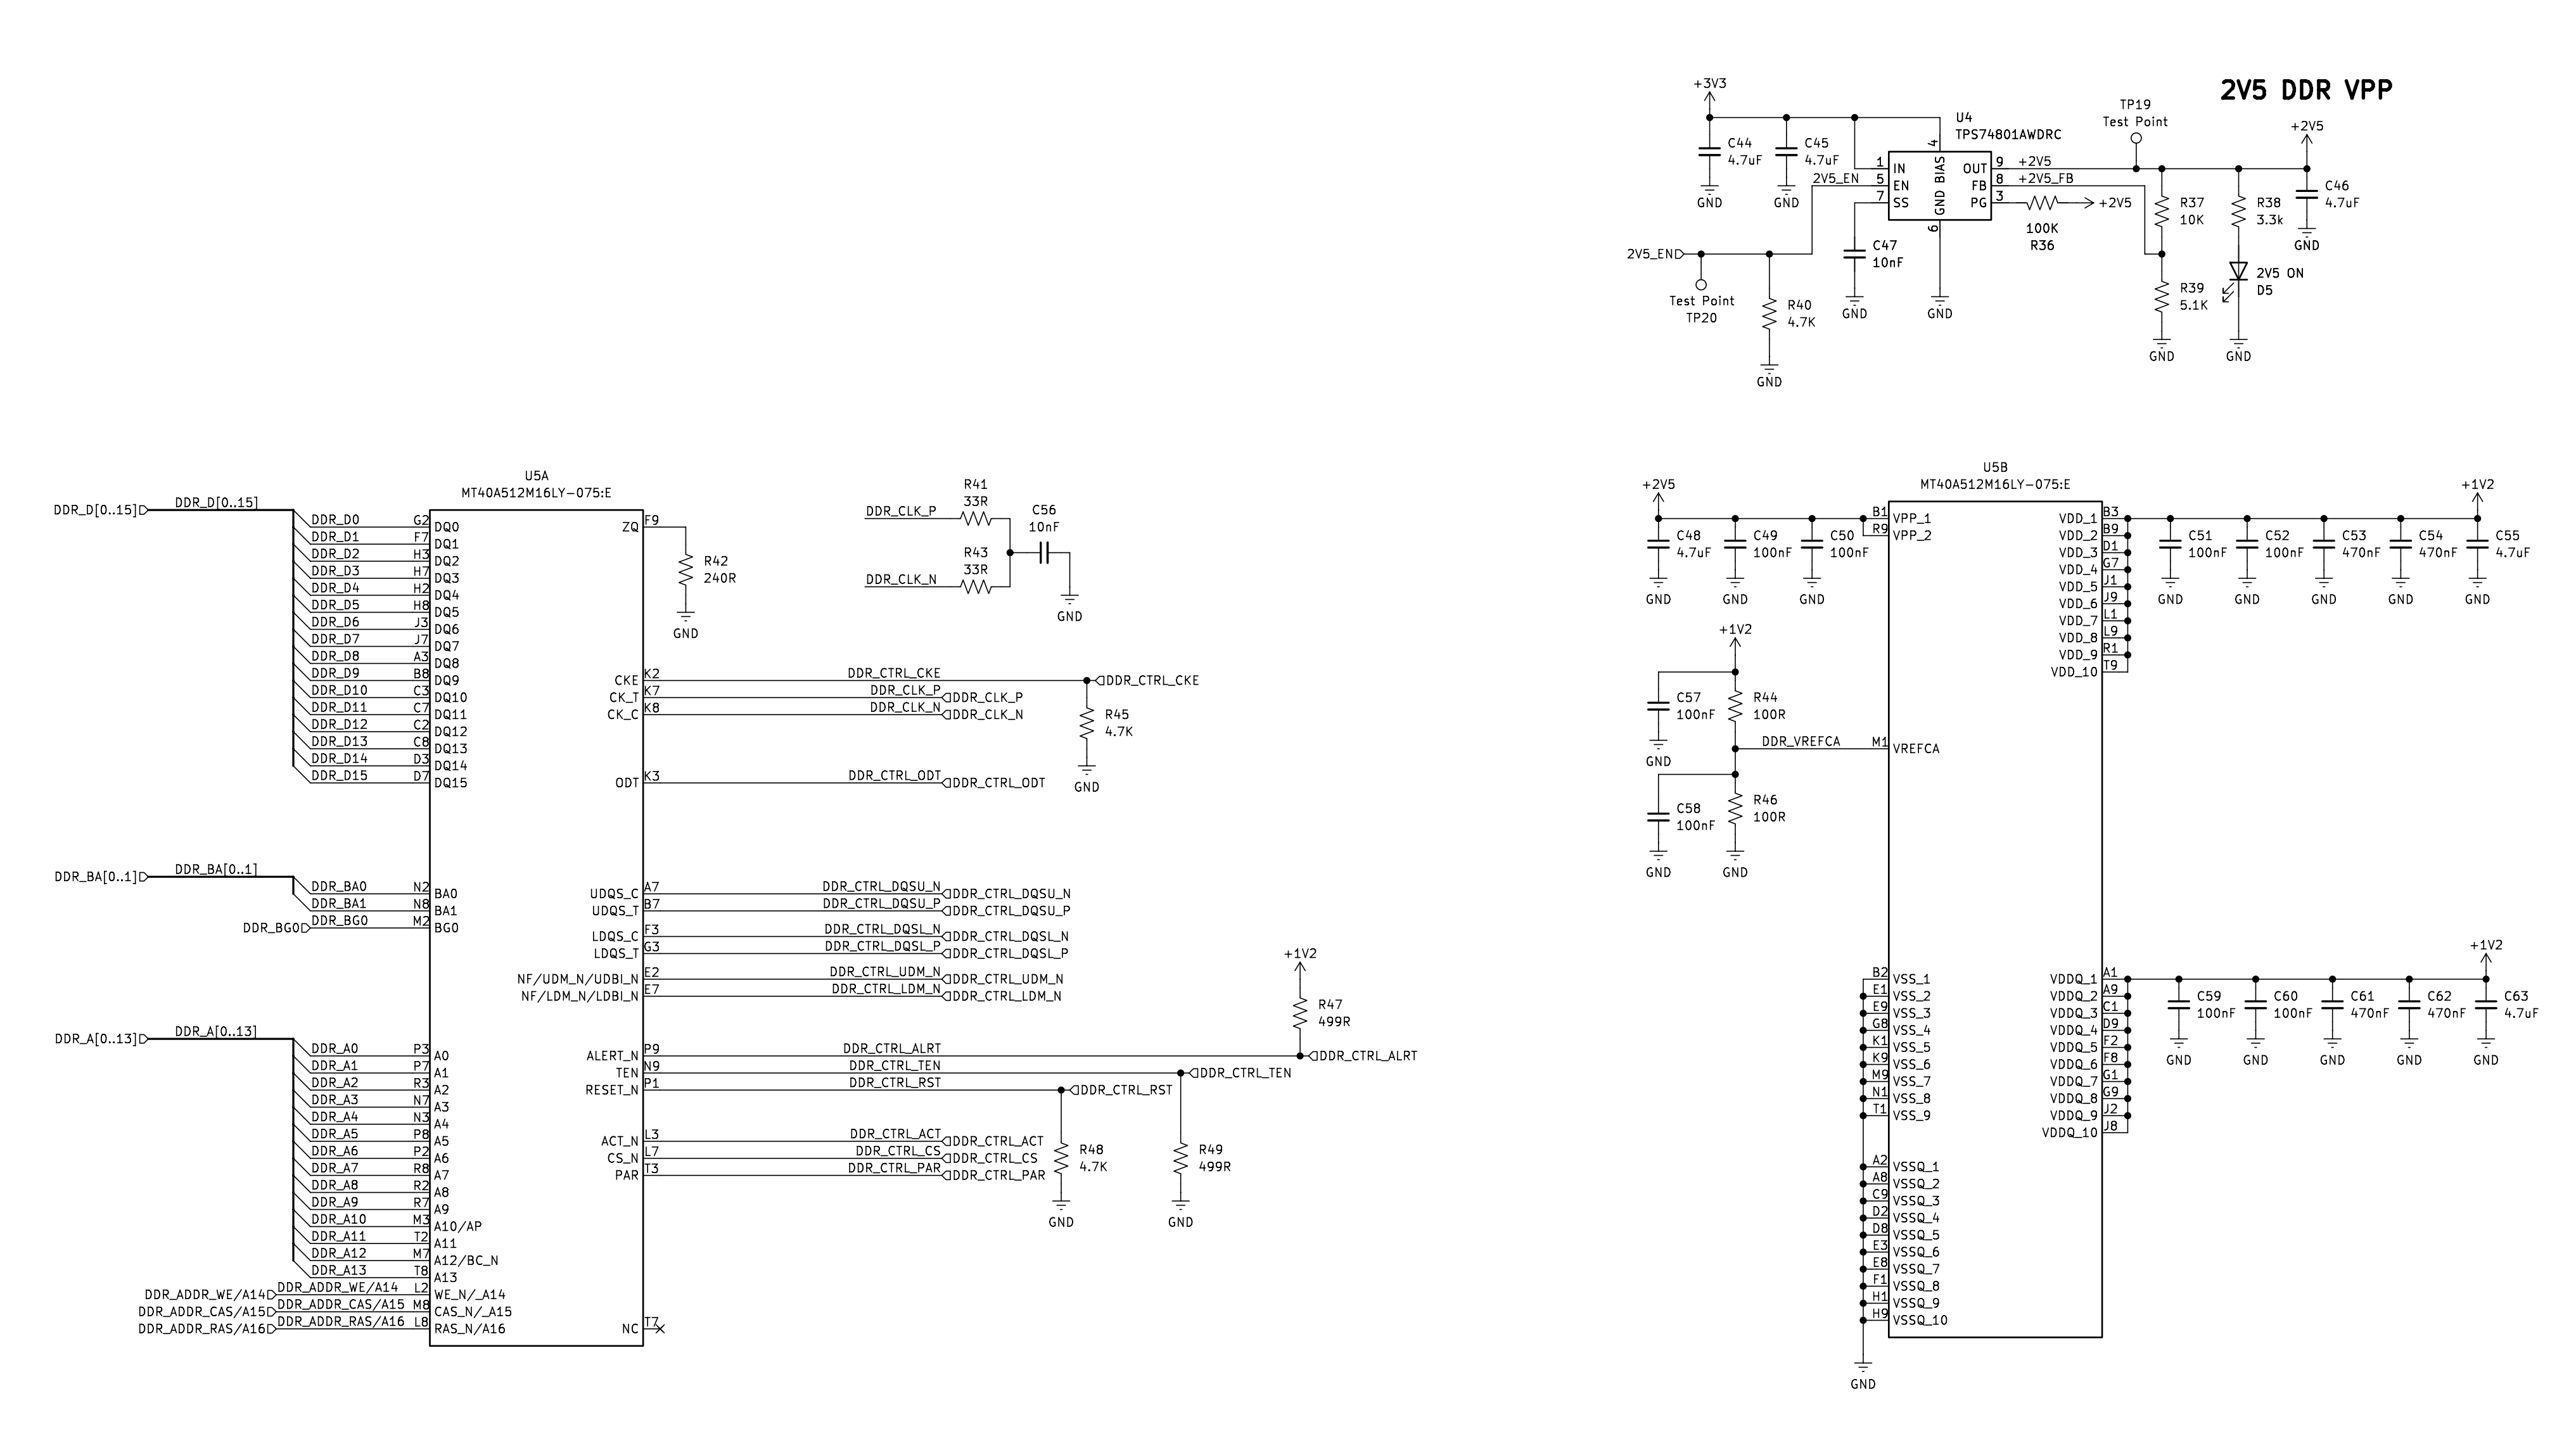 2V5 DDR VPP
+3V3
C44
4.7uF
GND
C45
4.7uF
GND
U4
TPS74801AWDRC
1 IN
5 EN
7 SS
4 BIAS
6 GND
OUT 9
FB 8
PG 3
+2V5
+2V5_FB
2V5_EN
100K
R36
+2V5
TP19
Test Point
R37
10K
R38
3.3k
+2V5
C46
4.7uF
GND
2V5_EN
Test Point
TP20
R40
4.7K
GND
C47
10nF
GND
GND
R39
5.1K
GND
2V5 ON
D5
GND
U5A
MT40A512M16LY-075:E
DDR_D[0..15] DDR_D[0..15]
DDR_D0 G2 DQ0
DDR_D1 F7 DQ1
DDR_D2 H3 DQ2
DDR_D3 H7 DQ3
DDR_D4 H2 DQ4
DDR_D5 H8 DQ5
DDR_D6 J3 DQ6
DDR_D7 J7 DQ7
DDR_D8 A3 DQ8
DDR_D9 B8 DQ9
DDR_D10 C3 DQ10
DDR_D11 C7 DQ11
DDR_D12 C2 DQ12
DDR_D13 C8 DQ13
DDR_D14 D3 DQ14
DDR_D15 D7 DQ15
DDR_BA[0..1] DDR_BA[0..1]
DDR_BA0 N2 BA0
DDR_BA1 N8 BA1
DDR_BG0 DDR_BG0 M2 BG0
DDR_A[0..13] DDR_A[0..13]
DDR_A0 P3 A0
DDR_A1 P7 A1
DDR_A2 R3 A2
DDR_A3 N7 A3
DDR_A4 N3 A4
DDR_A5 P8 A5
DDR_A6 P2 A6
DDR_A7 R8 A7
DDR_A8 R2 A8
DDR_A9 R7 A9
DDR_A10 M3 A10/AP
DDR_A11 T2 A11
DDR_A12 M7 A12/BC_N
DDR_A13 T8 A13
DDR_ADDR_WE/A14 DDR_ADDR_WE/A14 L2 WE_N/_A14
DDR_ADDR_CAS/A15 DDR_ADDR_CAS/A15 M8 CAS_N/_A15
DDR_ADDR_RAS/A16 DDR_ADDR_RAS/A16 L8 RAS_N/A16
ZQ F9
R42
240R
GND
DDR_CLK_P
R41
33R
C56
10nF
GND
DDR_CLK_N
R43
33R
CKE K2 DDR_CTRL_CKE DDR_CTRL_CKE
CK_T K7 DDR_CLK_P DDR_CLK_P
CK_C K8 DDR_CLK_N DDR_CLK_N
R45
4.7K
GND
ODT K3 DDR_CTRL_ODT DDR_CTRL_ODT
UDQS_C A7 DDR_CTRL_DQSU_N DDR_CTRL_DQSU_N
UDQS_T B7 DDR_CTRL_DQSU_P DDR_CTRL_DQSU_P
LDQS_C F3 DDR_CTRL_DQSL_N DDR_CTRL_DQSL_N
LDQS_T G3 DDR_CTRL_DQSL_P DDR_CTRL_DQSL_P
NF/UDM_N/UDBI_N E2 DDR_CTRL_UDM_N DDR_CTRL_UDM_N
NF/LDM_N/LDBI_N E7 DDR_CTRL_LDM_N DDR_CTRL_LDM_N
+1V2
R47
499R
ALERT_N P9 DDR_CTRL_ALRT DDR_CTRL_ALRT
TEN N9 DDR_CTRL_TEN DDR_CTRL_TEN
RESET_N P1 DDR_CTRL_RST DDR_CTRL_RST
ACT_N L3 DDR_CTRL_ACT DDR_CTRL_ACT
CS_N L7 DDR_CTRL_CS DDR_CTRL_CS
PAR T3 DDR_CTRL_PAR DDR_CTRL_PAR
R48
4.7K
GND
R49
499R
GND
NC T7
U5B
MT40A512M16LY-075:E
+2V5
C48
4.7uF
GND
C49
100nF
GND
C50
100nF
GND
B1 VPP_1
R9 VPP_2
+1V2
C57
100nF
GND
R44
100R
DDR_VREFCA M1 VREFCA
C58
100nF
GND
R46
100R
GND
VDD_1 B3
VDD_2 B9
VDD_3 D1
VDD_4 G7
VDD_5 J1
VDD_6 J9
VDD_7 L1
VDD_8 L9
VDD_9 R1
VDD_10 T9
+1V2
C51
100nF
GND
C52
100nF
GND
C53
470nF
GND
C54
470nF
GND
C55
4.7uF
GND
B2 VSS_1
E1 VSS_2
E9 VSS_3
G8 VSS_4
K1 VSS_5
K9 VSS_6
M9 VSS_7
N1 VSS_8
T1 VSS_9
A2 VSSQ_1
A8 VSSQ_2
C9 VSSQ_3
D2 VSSQ_4
D8 VSSQ_5
E3 VSSQ_6
E8 VSSQ_7
F1 VSSQ_8
H1 VSSQ_9
H9 VSSQ_10
GND
VDDQ_1 A1
VDDQ_2 A9
VDDQ_3 C1
VDDQ_4 D9
VDDQ_5 F2
VDDQ_6 F8
VDDQ_7 G1
VDDQ_8 G9
VDDQ_9 J2
VDDQ_10 J8
+1V2
C59
100nF
GND
C60
100nF
GND
C61
470nF
GND
C62
470nF
GND
C63
4.7uF
GND